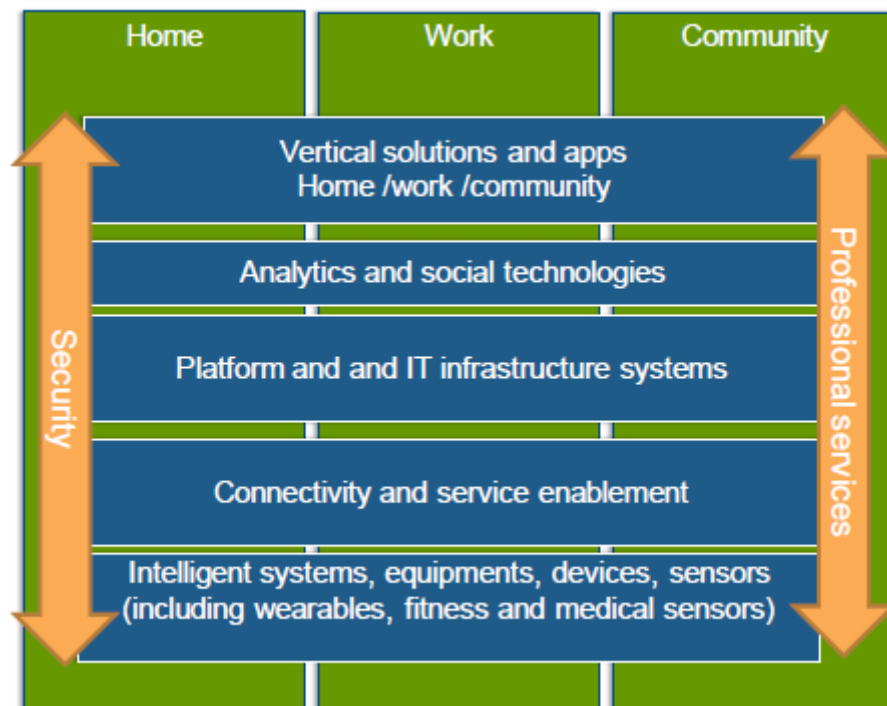 Home
Work
Community
Vertical solutions and apps
Home /work /community
Analytics and social technologies
Platform and and IT infrastructure systems
Connectivity and service enablement
Intelligent systems, equipments, devices, sensors
(including wearables, fitness and medical sensors)
Security
Professional services